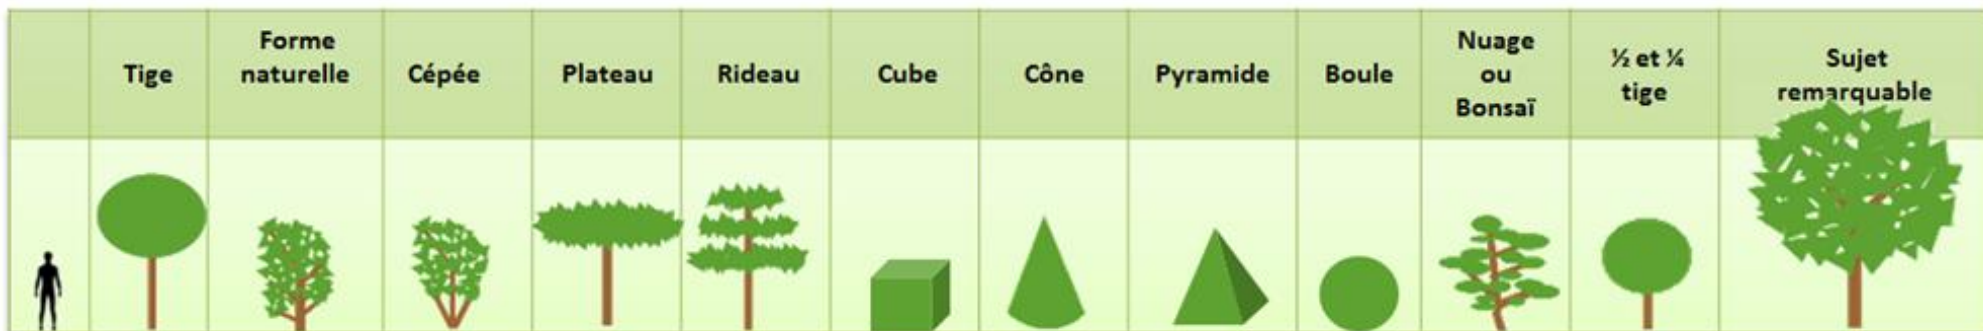 Tige
Forme
naturelle
Cépée
Plateau
Rideau
Cube
Cône
Pyramide
Boule
Nuage
ou
Bonsaï
½ et ¼
tige
Sujet
remarquable